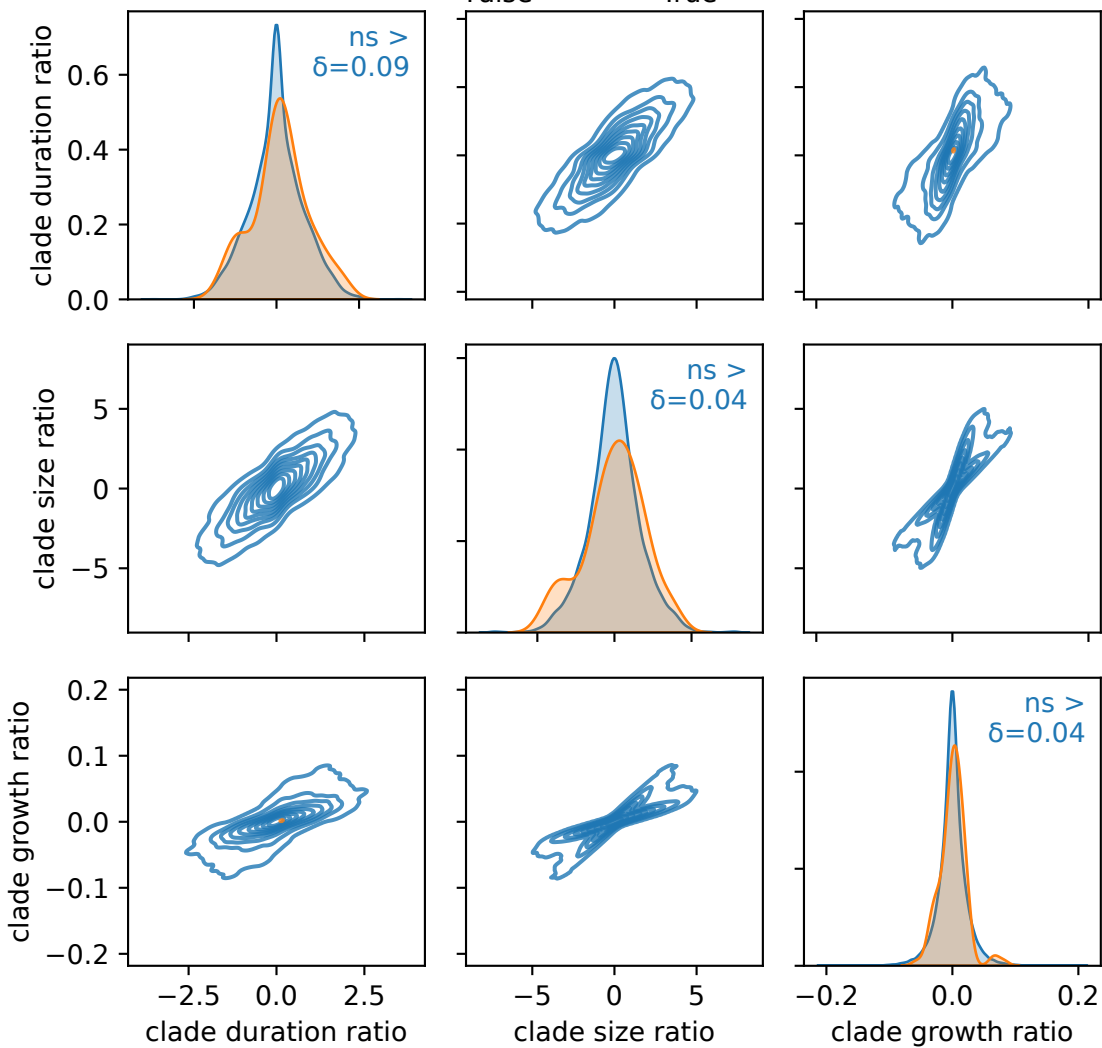 True
clade duration ratio
0.6
0.4
0.2
0.0
ns >
δ=0.09
clade size ratio
5
0
−5
ns >
δ=0.04
clade growth ratio
0.2
0.1
0.0
−0.1
−0.2
ns >
δ=0.04
−2.5 0.0 2.5
−5 0 5
−0.2 0.0 0.2
clade duration ratio
clade size ratio
clade growth ratio